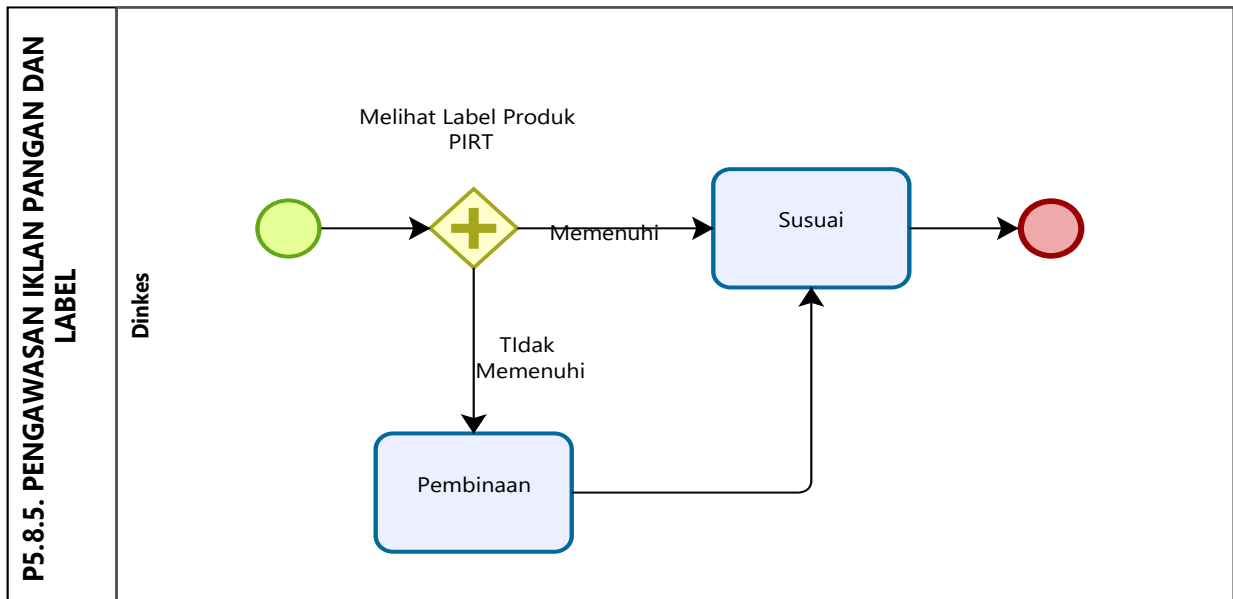 P5.8.5. PENGAWASAN IKLAN PANGAN DAN
LABEL
Dinkes
Melihat Label Produk
PIRT
Memenuhi
Susuai
TIdak
Memenuhi
Pembinaan